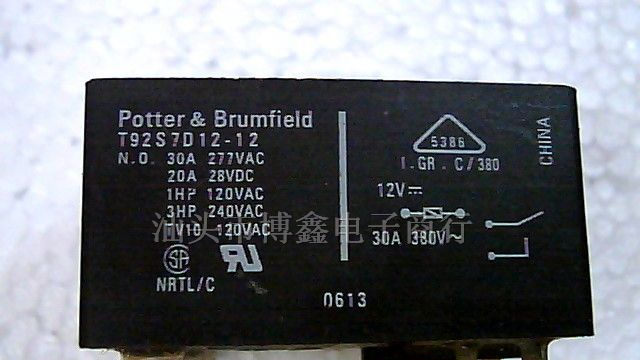 Potter & Brumfield
T92S7D12-12
N.O. 30A 277VAC
20A 28VDC
1HP 120VAC
3HP 240VAC
TV10 120VAC
NRTL/C
5386
I.GR. C/380
12V
30A 380V~
CHINA
0613
汕头市博鑫电子商行